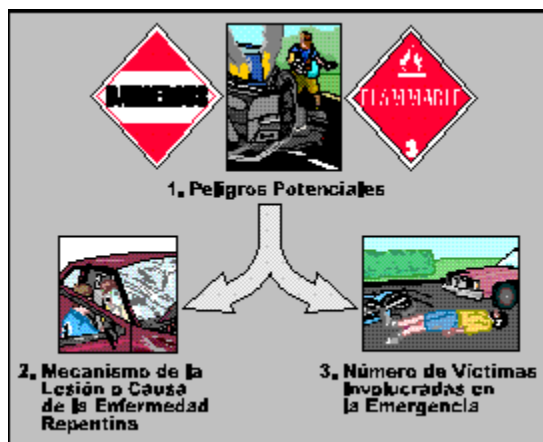 DANGEROUS
FLAMMABLE
3
1. Peligros Potenciales
2. Mecanismo de la
Lesión o Causa
de la Enfermedad
Repentina
3. Número de Víctimas
Involucradas en
la Emergencia